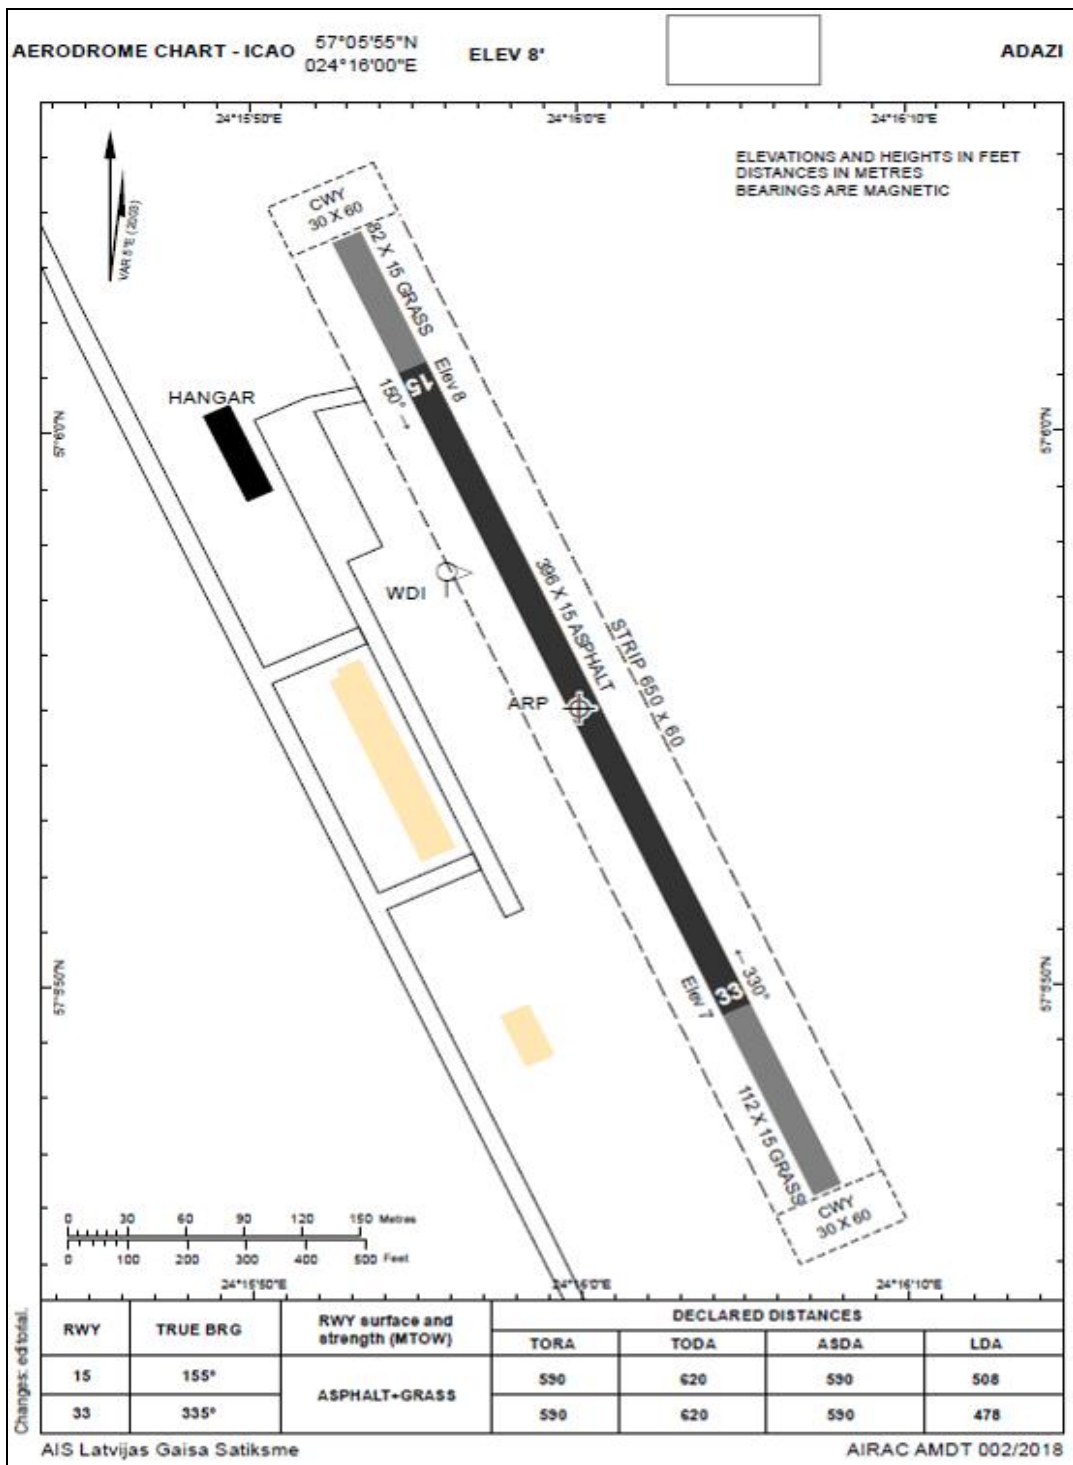 AERODROME CHART - ICAO
57°05'55"N
024°16'00"E
ELEV 8'
ADAZI
24°15'50"E
24°16'0"E
24°16'10"E
ELEVATIONS AND HEIGHTS IN FEET
DISTANCES IN METRES
BEARINGS ARE MAGNETIC
VAR 5°E (2003)
CWY
30 X 60
82 X 15 GRASS
Elev 8
15
150° →
HANGAR
57°6'0"N
57°6'0"N
WDI
396 X 15 ASPHALT
STRIP 650 X 60
ARP
57°5'50"N
57°5'50"N
← 330°
33
Elev 7
112 X 15 GRASS
CWY
30 X 60
0 30 60 90 120 150 Metres
0 100 200 300 400 500 Feet
24°15'50"E
24°16'0"E
24°16'10"E
Changes: editorial.
RWY TRUE BRG RWY surface and strength (MTOW) DECLARED DISTANCES
TORA TODA ASDA LDA
15 155° ASPHALT+GRASS 590 620 590 508
33 335° 590 620 590 478
AIS Latvijas Gaisa Satiksme
AIRAC AMDT 002/2018